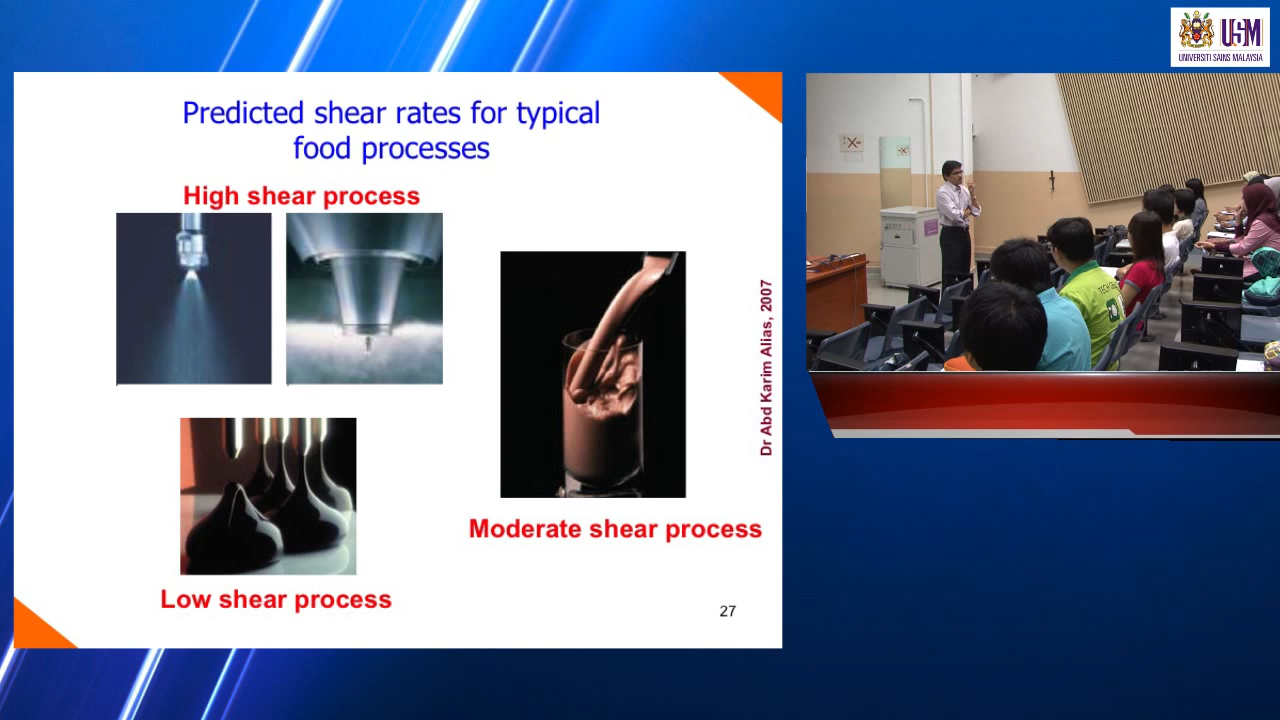 USM
UNIVERSITI SAINS MALAYSIA
Predicted shear rates for typical
food processes
High shear process
Dr Abd Karim Alias, 2007
Moderate shear process
Low shear process
27